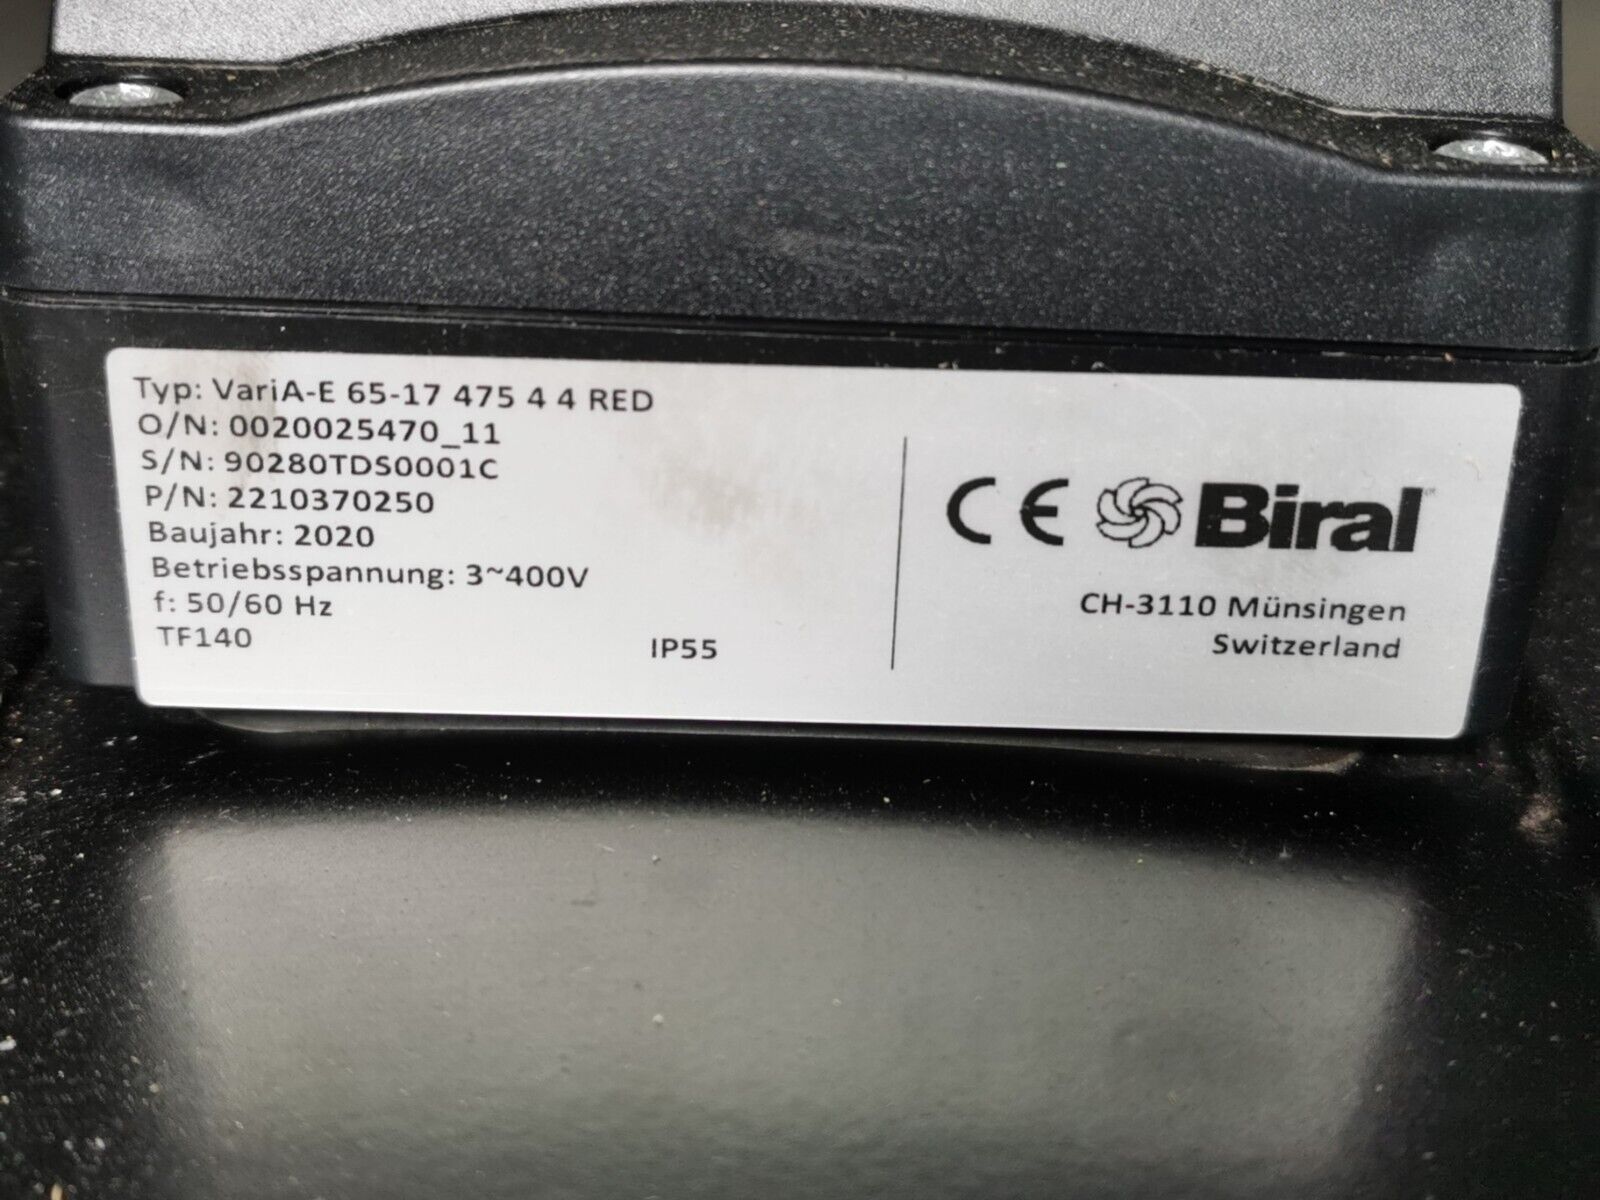 Typ: VariA-E 65-17 475 4 4 RED
O/N: 0020025470_11
S/N: 90280TDS0001C
P/N: 2210370250
Baujahr: 2020
Betriebsspannung: 3~400V
f: 50/60 Hz
TF140
IP55
CE Biral
CH-3110 Münsingen
Switzerland